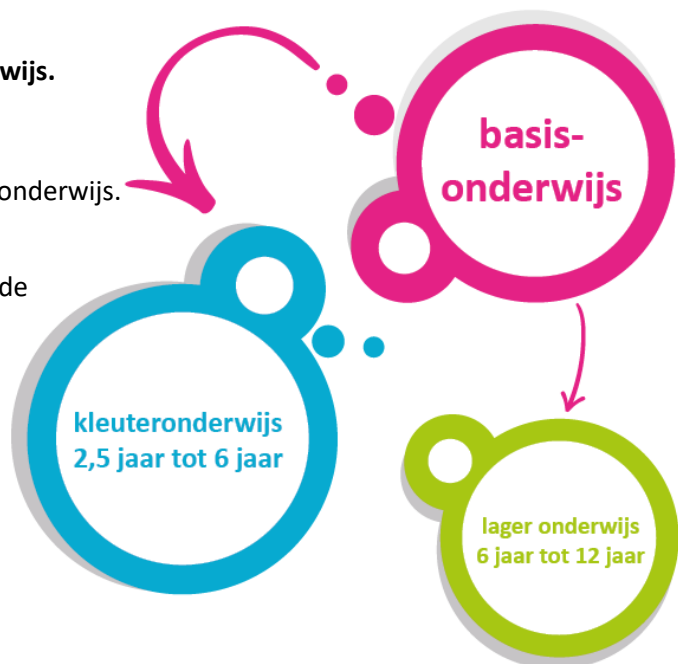 wijs.
onderwijs.
de
basis-
onderwijs
kleuteronderwijs
2,5 jaar tot 6 jaar
lager onderwijs
6 jaar tot 12 jaar